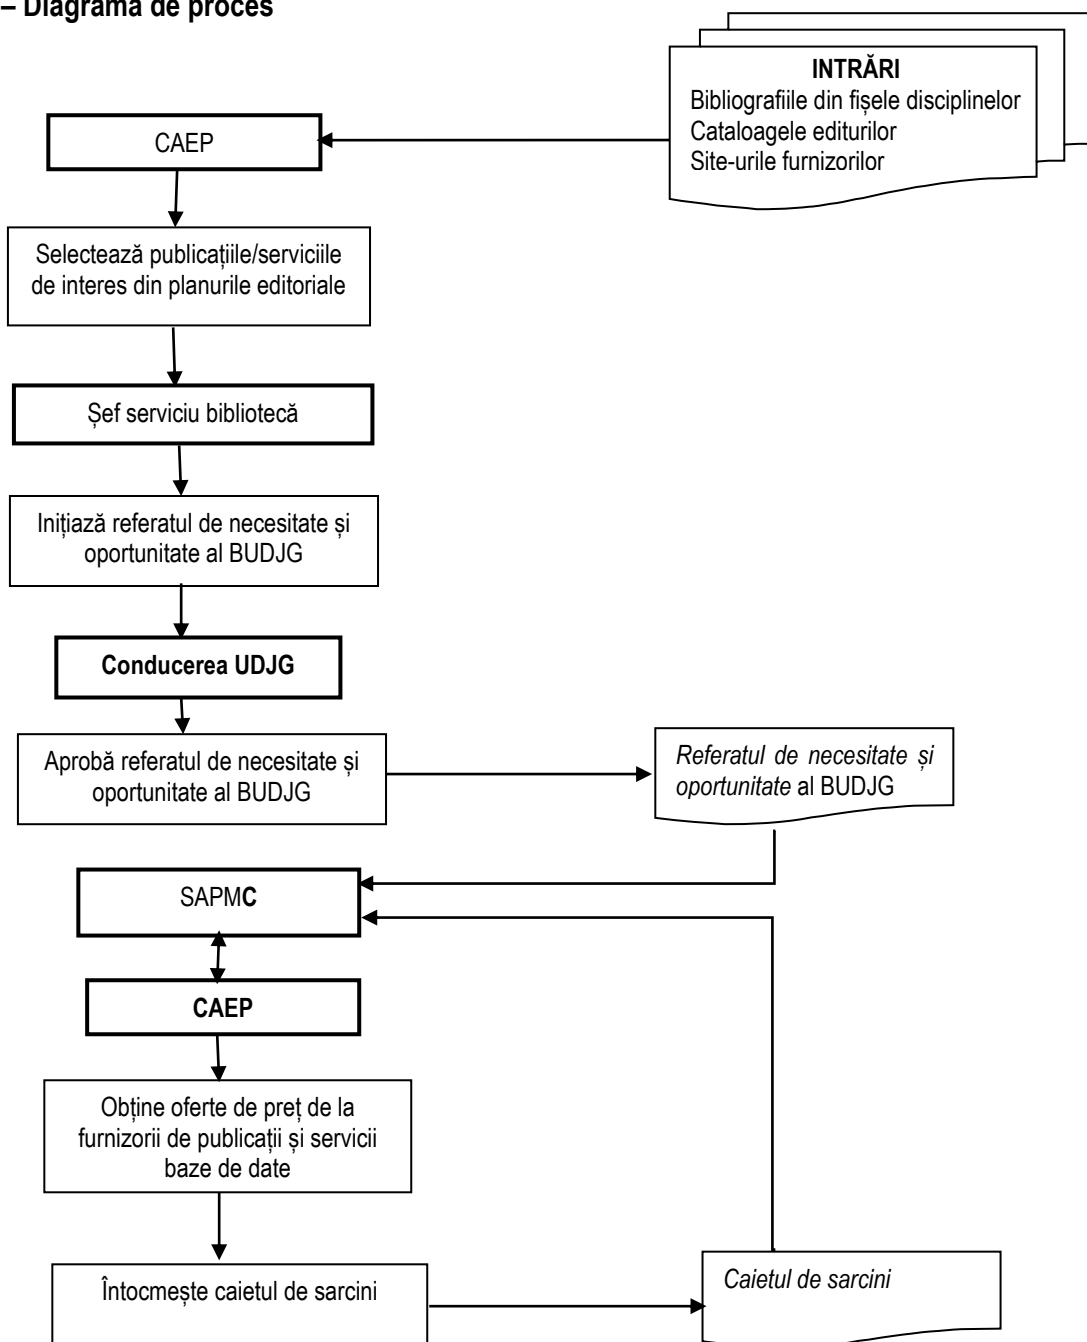 – Diagrama de proces
INTRĂRI
Bibliografiile din fișele disciplinelor
Cataloagele editurilor
Site-urile furnizorilor
CAEP
Selectează publicațiile/serviciile
de interes din planurile editoriale
Șef serviciu bibliotecă
Inițiază referatul de necesitate și
oportunitate al BUDJG
Conducerea UDJG
Aprobă referatul de necesitate și
oportunitate al BUDJG
Referatul de necesitate și
oportunitate al BUDJG
SAPMC
CAEP
Obține oferte de preț de la
furnizorii de publicații și servicii
baze de date
Întocmește caietul de sarcini
Caietul de sarcini